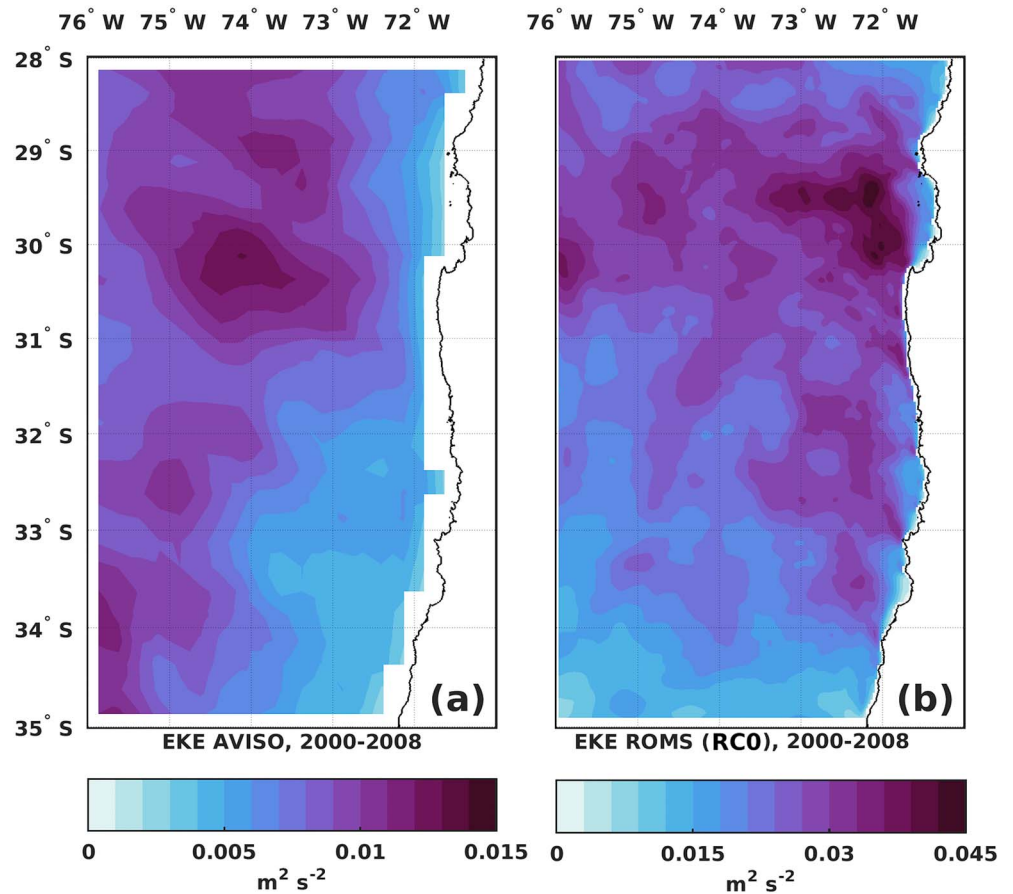 76° W 75° W 74° W 73° W 72° W 76° W 75° W 74° W 73° W 72° W
28° S
29° S
30° S
31° S
32° S
33° S
34° S
35° S
(a) (b)
EKE AVISO, 2000-2008 EKE ROMS (RC0), 2000-2008
0 0.005 0.01 0.015 0 0.015 0.03 0.045
m² s⁻² m² s⁻²